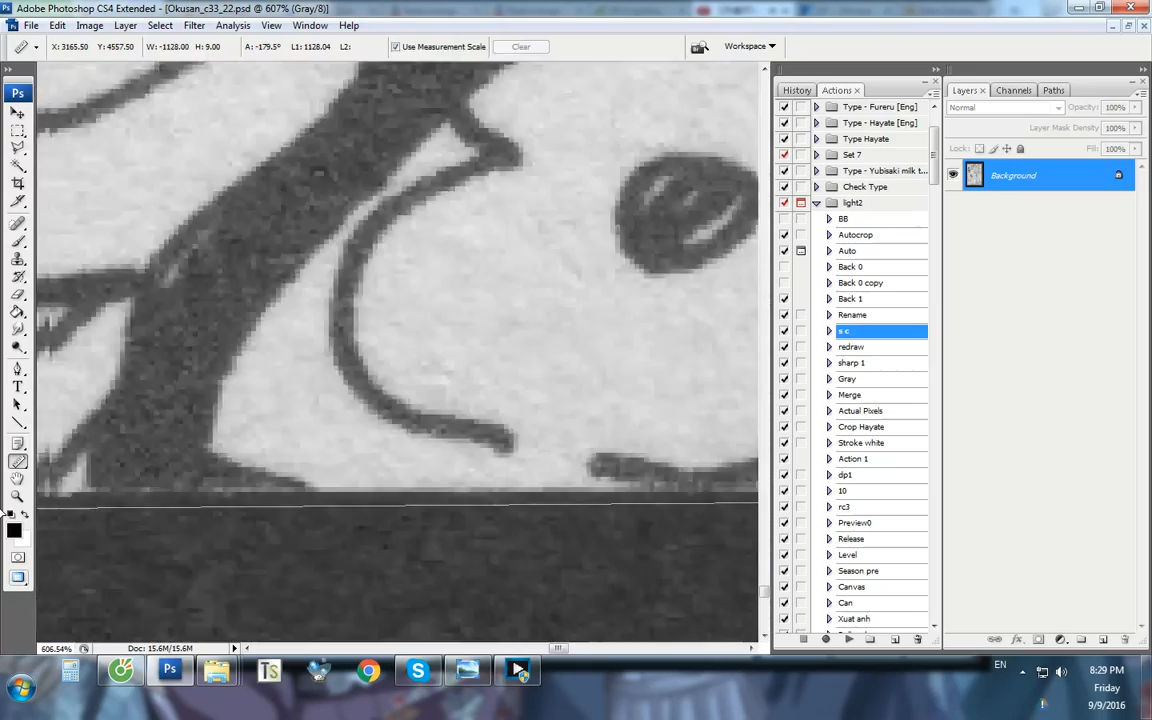 Adobe Photoshop CS4 Extended - [Okusan_c33_22.psd @ 607% (Gray/8)]
File Edit Image Layer Select Filter Analysis View Window Help
X: 3165.50 Y: 4557.50 W: -1128.00 H: 9.00 A: -179.5° L1: 1128.04 L2: Use Measurement Scale Clear Workspace
Ps
History Actions ×
Type - Fureru [Eng]
Type - Hayate [Eng]
Type Hayate
Set 7
Type - Yubisaki milk t...
Check Type
light2
BB
Autocrop
Auto
Back 0
Back 0 copy
Back 1
Rename
s c
redraw
sharp 1
Gray
Merge
Actual Pixels
Crop Hayate
Stroke white
Action 1
dp1
10
rc3
Preview0
Release
Level
Season pre
Canvas
Can
Xuat anh
Layers × Channels Paths
Normal Opacity: 100%
Layer Mask Density: 100%
Lock: Fill: 100%
Background
606.54% Doc: 15.6M/15.6M
Ps TS S
EN
8:29 PM
Friday
9/9/2016